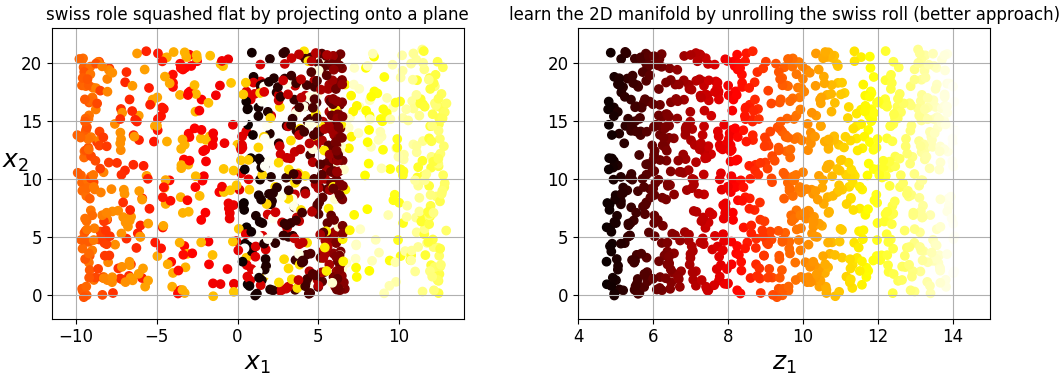 swiss role squashed flat by projecting onto a plane
20
15
10
5
0
x₂
−10 −5 0 5 10
x₁
learn the 2D manifold by unrolling the swiss roll (better approach)
20
15
10
5
0
4 6 8 10 12 14
z₁